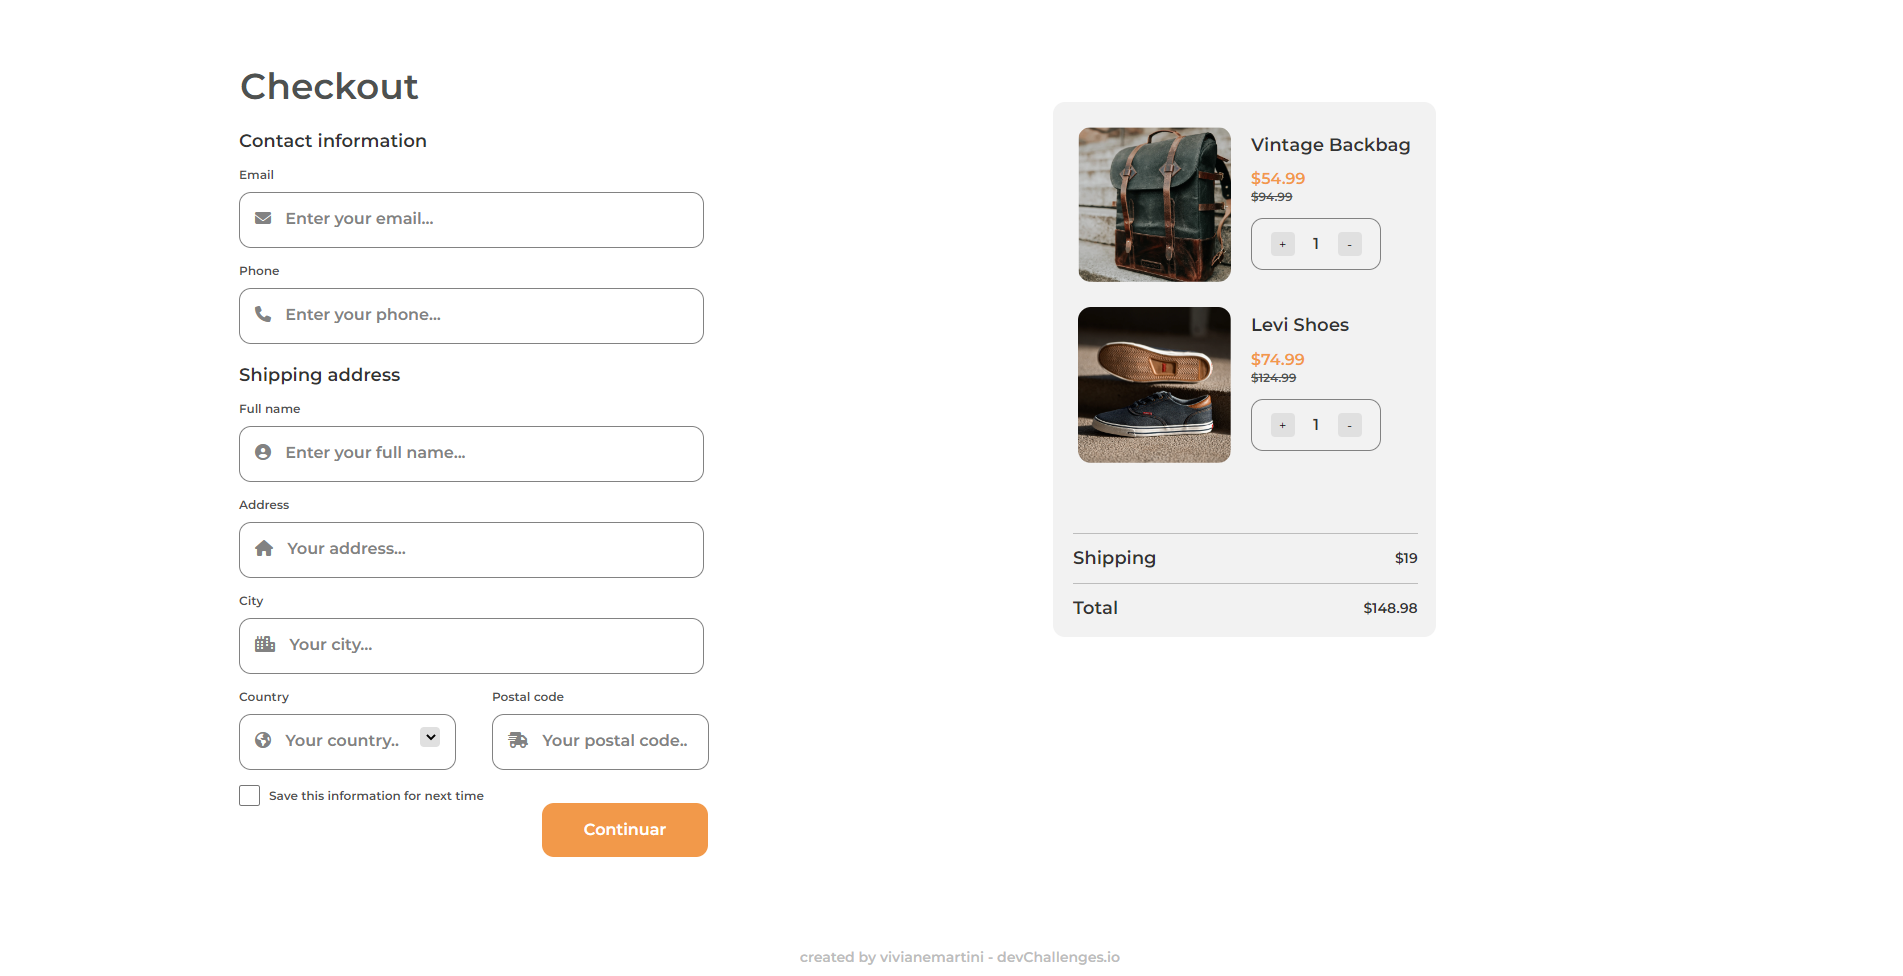 Checkout
Contact information
Email
Enter your email...
Phone
Enter your phone...
Shipping address
Full name
Enter your full name...
Address
Your address...
City
Your city...
Country
Your country..
Postal code
Your postal code..
Save this information for next time
Continuar
Vintage Backbag
$54.99
$94.99
+ 1 -
Levi Shoes
$74.99
$124.99
+ 1 -
Shipping $19
Total $148.98
created by vivianemartini - devChallenges.io